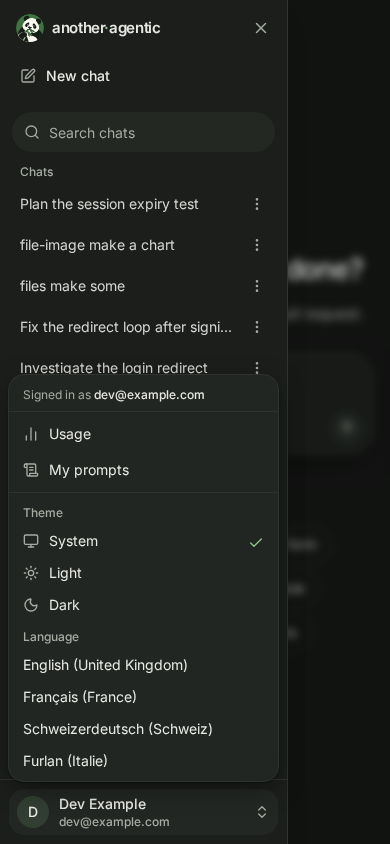 another-agentic
New chat
Search chats
Chats
Plan the session expiry test
file-image make a chart
files make some
Fix the redirect loop after signi...
Investigate the login redirect
done?
Signed in as dev@example.com
Usage
My prompts
Theme
System
Light
Dark
Language
English (United Kingdom)
Français (France)
Schweizerdeutsch (Schweiz)
Furlan (Italie)
D
Dev Example
dev@example.com